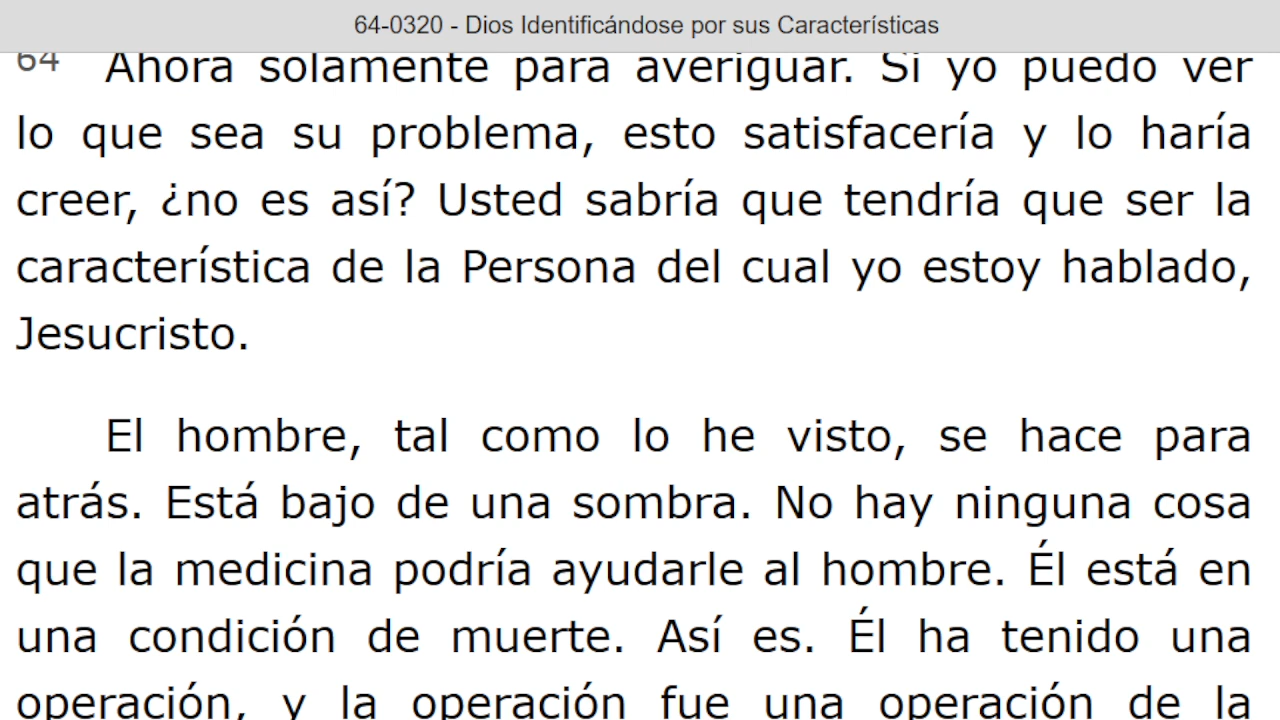 64-0320 - Dios Identificándose por sus Características
64 Ahora solamente para averiguar. Si yo puedo ver
lo que sea su problema, esto satisfacería y lo haría
creer, ¿no es así? Usted sabría que tendría que ser la
característica de la Persona del cual yo estoy hablado,
Jesucristo.
El hombre, tal como lo he visto, se hace para
atrás. Está bajo de una sombra. No hay ninguna cosa
que la medicina podría ayudarle al hombre. Él está en
una condición de muerte. Así es. Él ha tenido una
operación, y la operación fue una operación de la